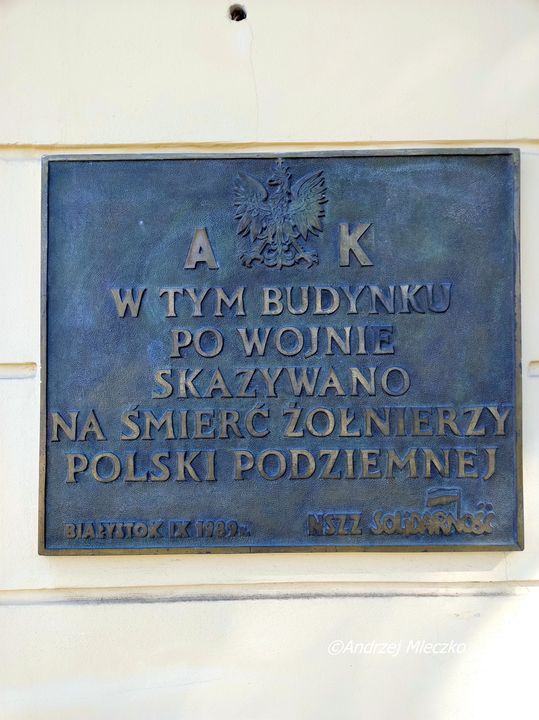 A K
W TYM BUDYNKU
PO WOJNIE
SKAZYWANO
NA ŚMIERĆ ŻOŁNIERZY
POLSKI PODZIEMNEJ
BIAŁYSTOK IX 1989 r. NSZZ SOLIDARNOŚĆ
©Andrzej Mleczko